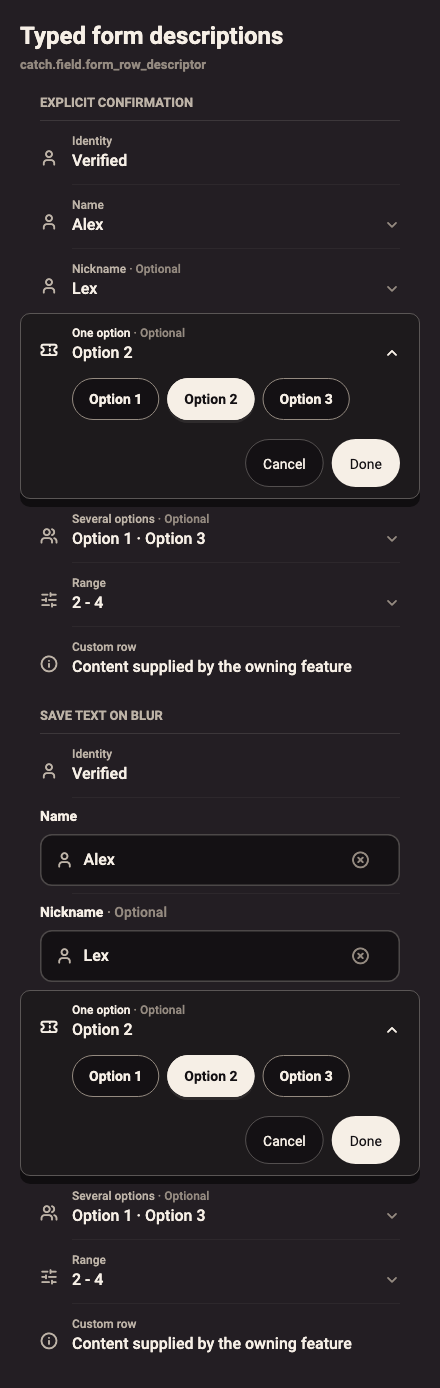 Typed form descriptions
catch.field.form_row_descriptor
EXPLICIT CONFIRMATION
Identity
Verified
Name
Alex
Nickname · Optional
Lex
One option · Optional
Option 2
Option 1 Option 2 Option 3
Cancel Done
Several options · Optional
Option 1 · Option 3
Range
2 - 4
Custom row
Content supplied by the owning feature
SAVE TEXT ON BLUR
Identity
Verified
Name
Alex
Nickname · Optional
Lex
One option · Optional
Option 2
Option 1 Option 2 Option 3
Cancel Done
Several options · Optional
Option 1 · Option 3
Range
2 - 4
Custom row
Content supplied by the owning feature